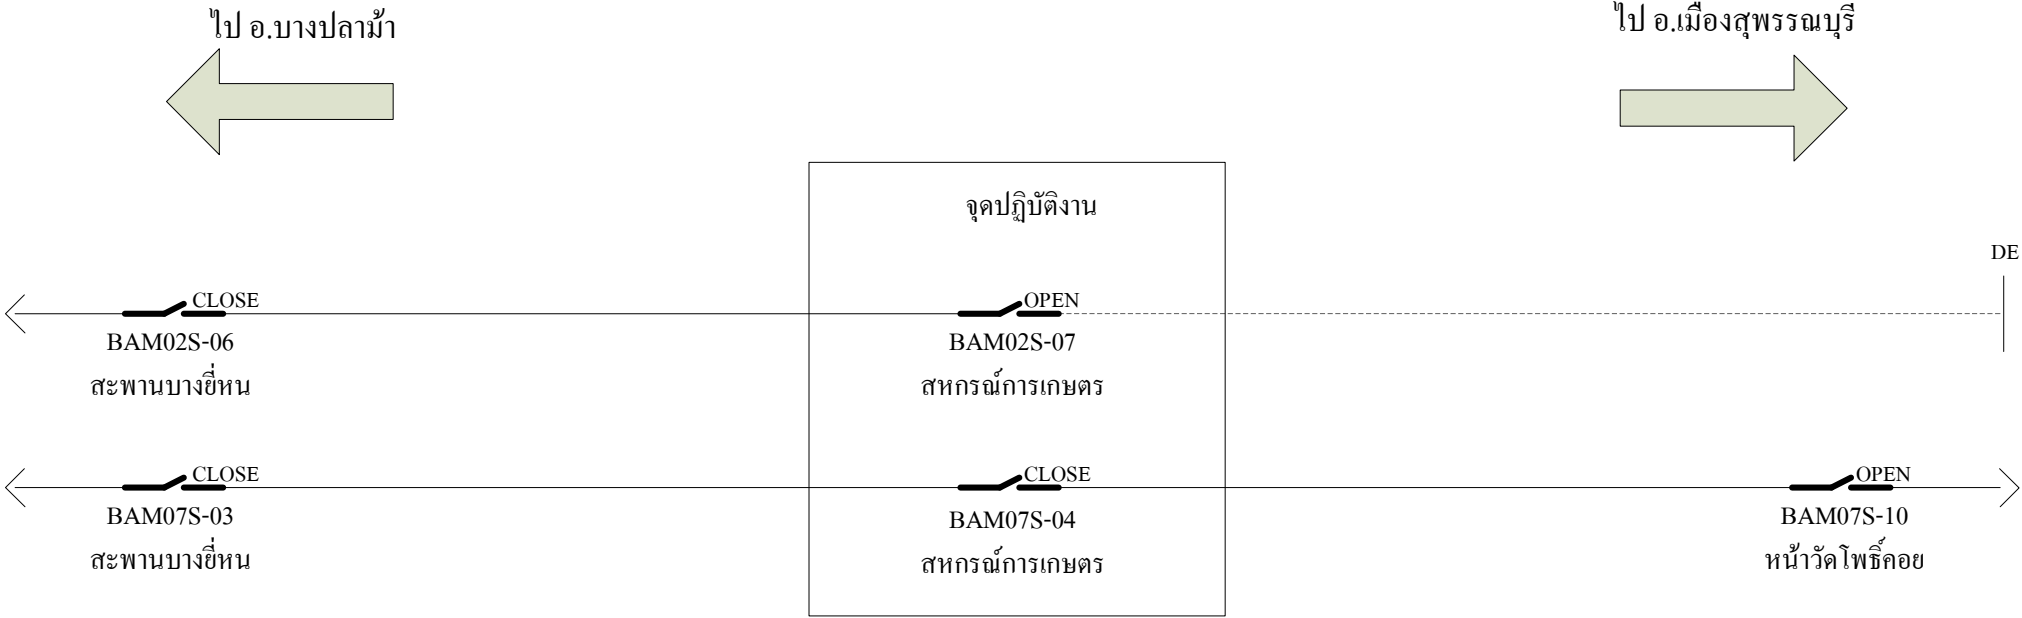 ไป อ.บางปลาม้า
ไป อ.เมืองสุพรรณบุรี
จุดปฏิบัติงาน
DE
CLOSE
OPEN
BAM02S-06
BAM02S-07
สะพานบางยี่หน
สหกรณ์การเกษตร
CLOSE
CLOSE
OPEN
BAM07S-03
BAM07S-04
BAM07S-10
สะพานบางยี่หน
สหกรณ์การเกษตร
หน้าวัดโพธิ์คอย